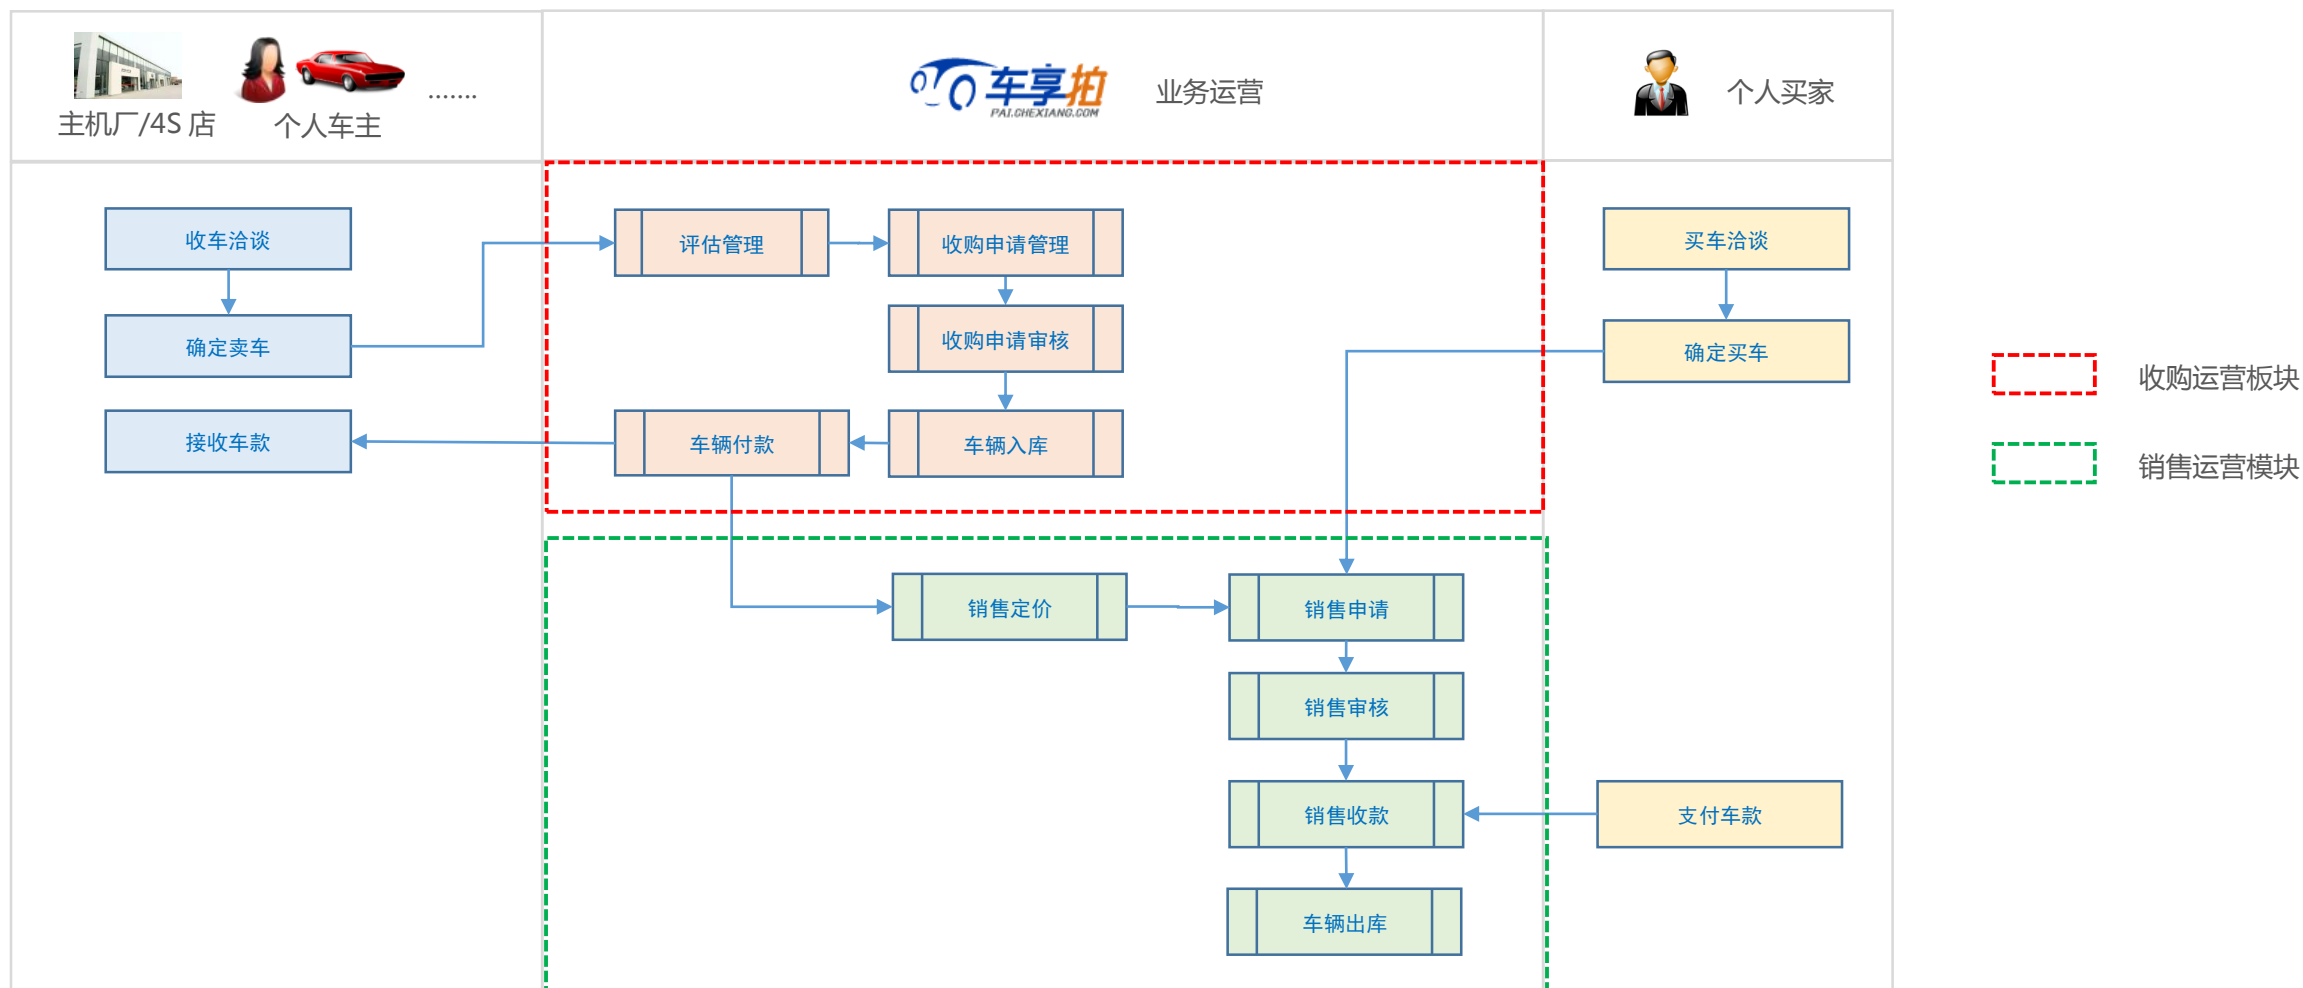 主机厂/4S 店
个人车主
.......
车享拍
PAI.CHEXIANG.COM
业务运营
个人买家
收车洽谈
评估管理
收购申请管理
买车洽谈
确定卖车
收购申请审核
确定买车
收购运营板块
接收车款
车辆付款
车辆入库
销售运营模块
销售定价
销售申请
销售审核
销售收款
支付车款
车辆出库